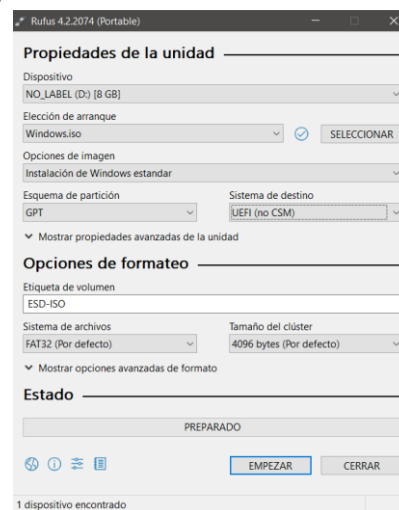 Rufus 4.2.2074 (Portable)
Propiedades de la unidad
Dispositivo
NO_LABEL (D:) [8 GB]
Elección de arranque
Windows.iso
SELECCIONAR
Opciones de imagen
Instalación de Windows estandar
Esquema de partición Sistema de destino
GPT UEFI (no CSM)
Mostrar propiedades avanzadas de la unidad
Opciones de formateo
Etiqueta de volumen
ESD-ISO
Sistema de archivos Tamaño del clúster
FAT32 (Por defecto) 4096 bytes (Por defecto)
Mostrar opciones avanzadas de formato
Estado
PREPARADO
EMPEZAR CERRAR
1 dispositivo encontrado